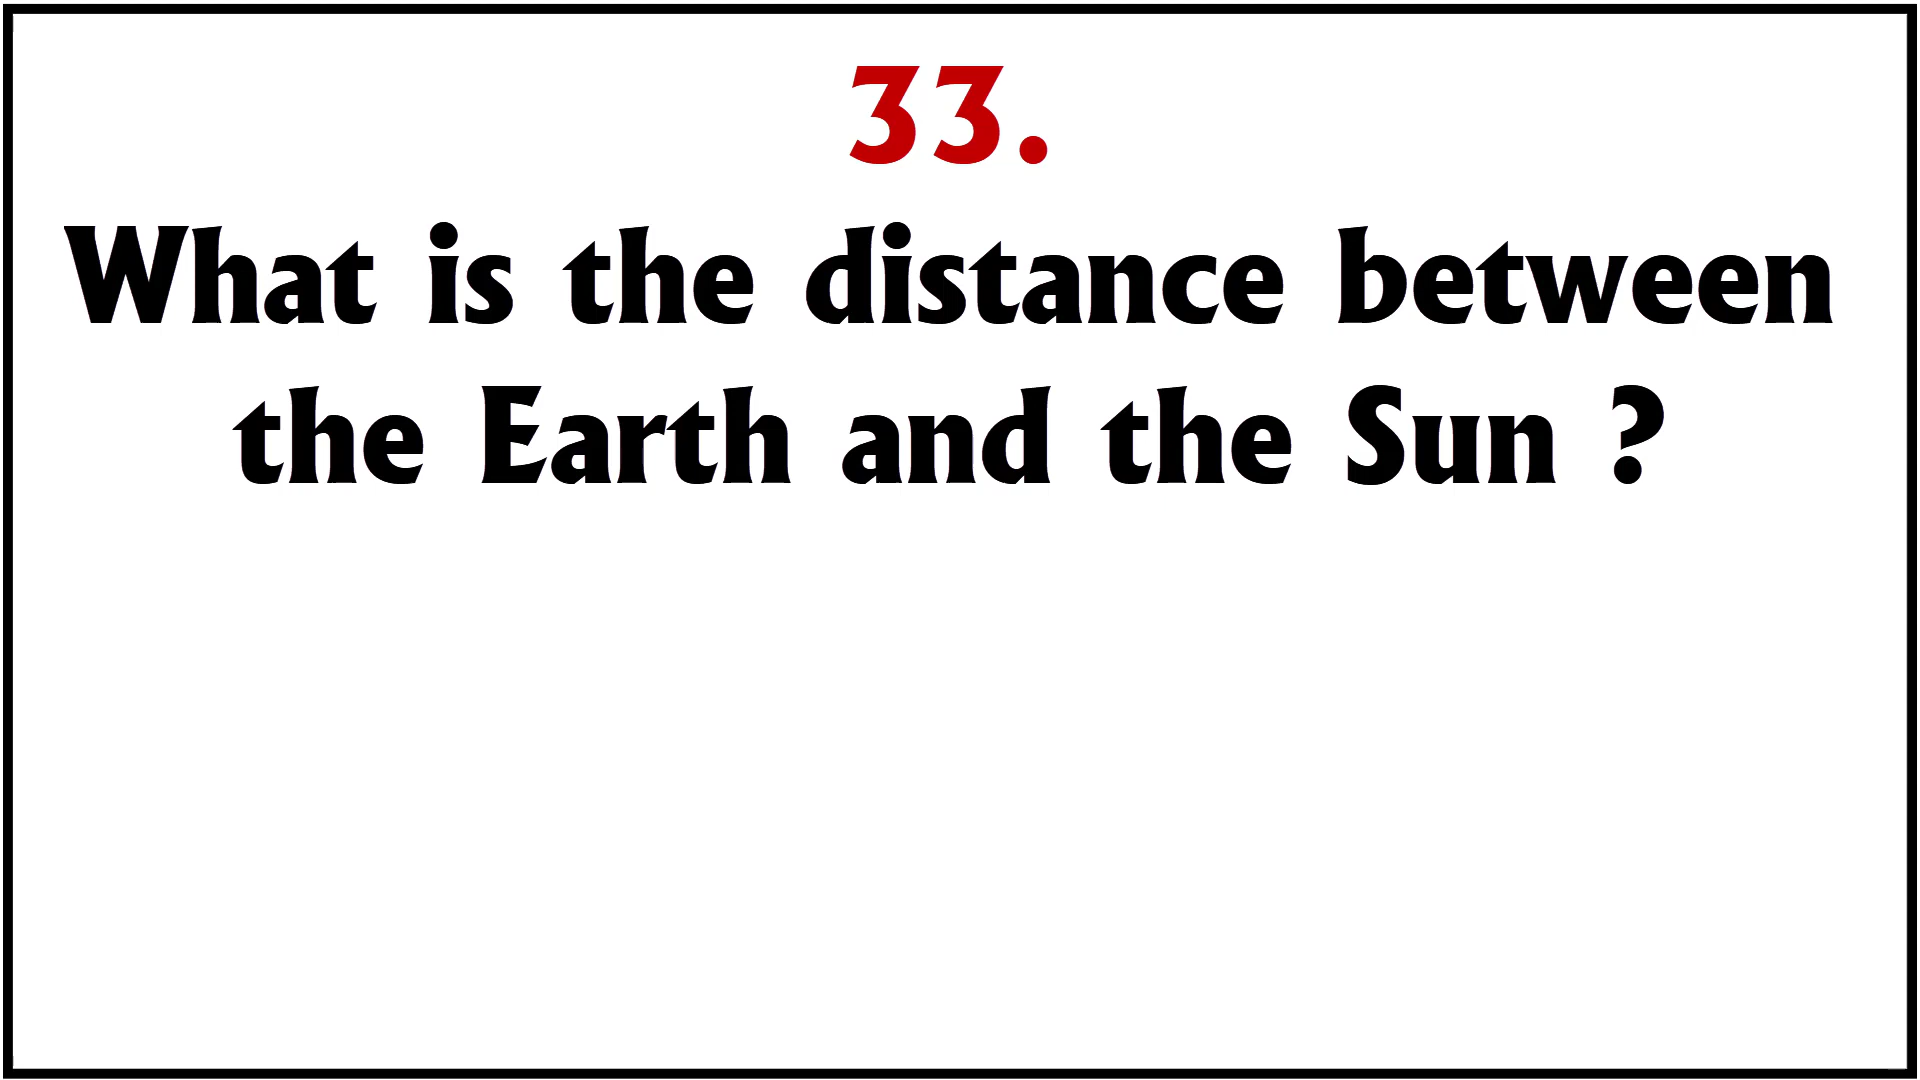 33.
What is the distance between
the Earth and the Sun ?